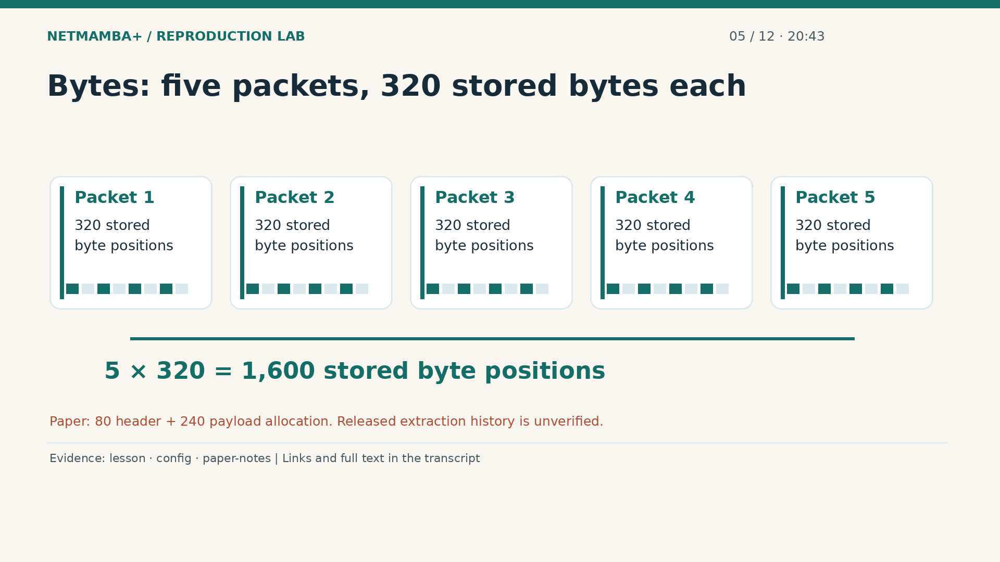 NETMAMBA+ / REPRODUCTION LAB
05 / 12 · 20:43
Bytes: five packets, 320 stored bytes each
Packet 1
320 stored
byte positions
Packet 2
320 stored
byte positions
Packet 3
320 stored
byte positions
Packet 4
320 stored
byte positions
Packet 5
320 stored
byte positions
5 × 320 = 1,600 stored byte positions
Paper: 80 header + 240 payload allocation. Released extraction history is unverified.
Evidence: lesson · config · paper-notes | Links and full text in the transcript